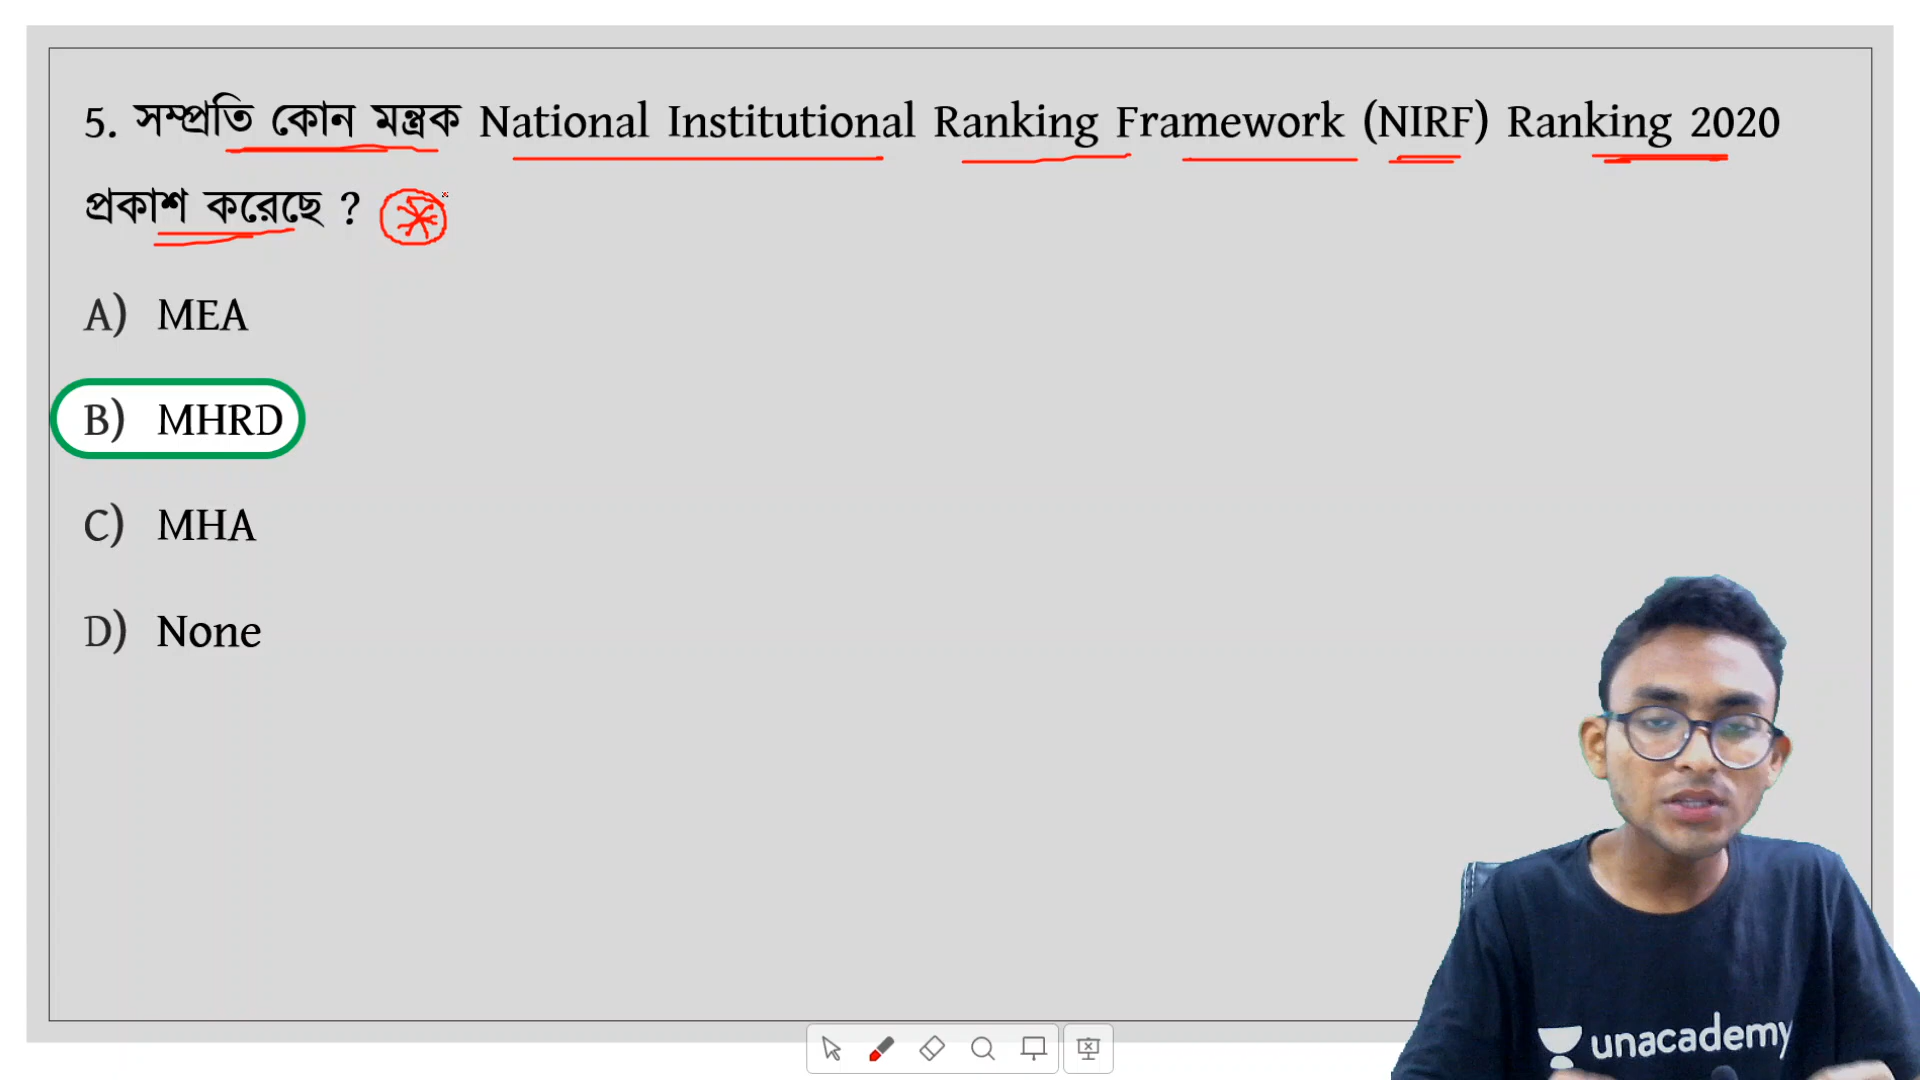 5. সম্প্রতি কোন মন্ত্রক National Institutional Ranking Framework (NIRF) Ranking 2020
প্রকাশ করেছে ?
A) MEA
B) MHRD
C) MHA
D) None
unacademy